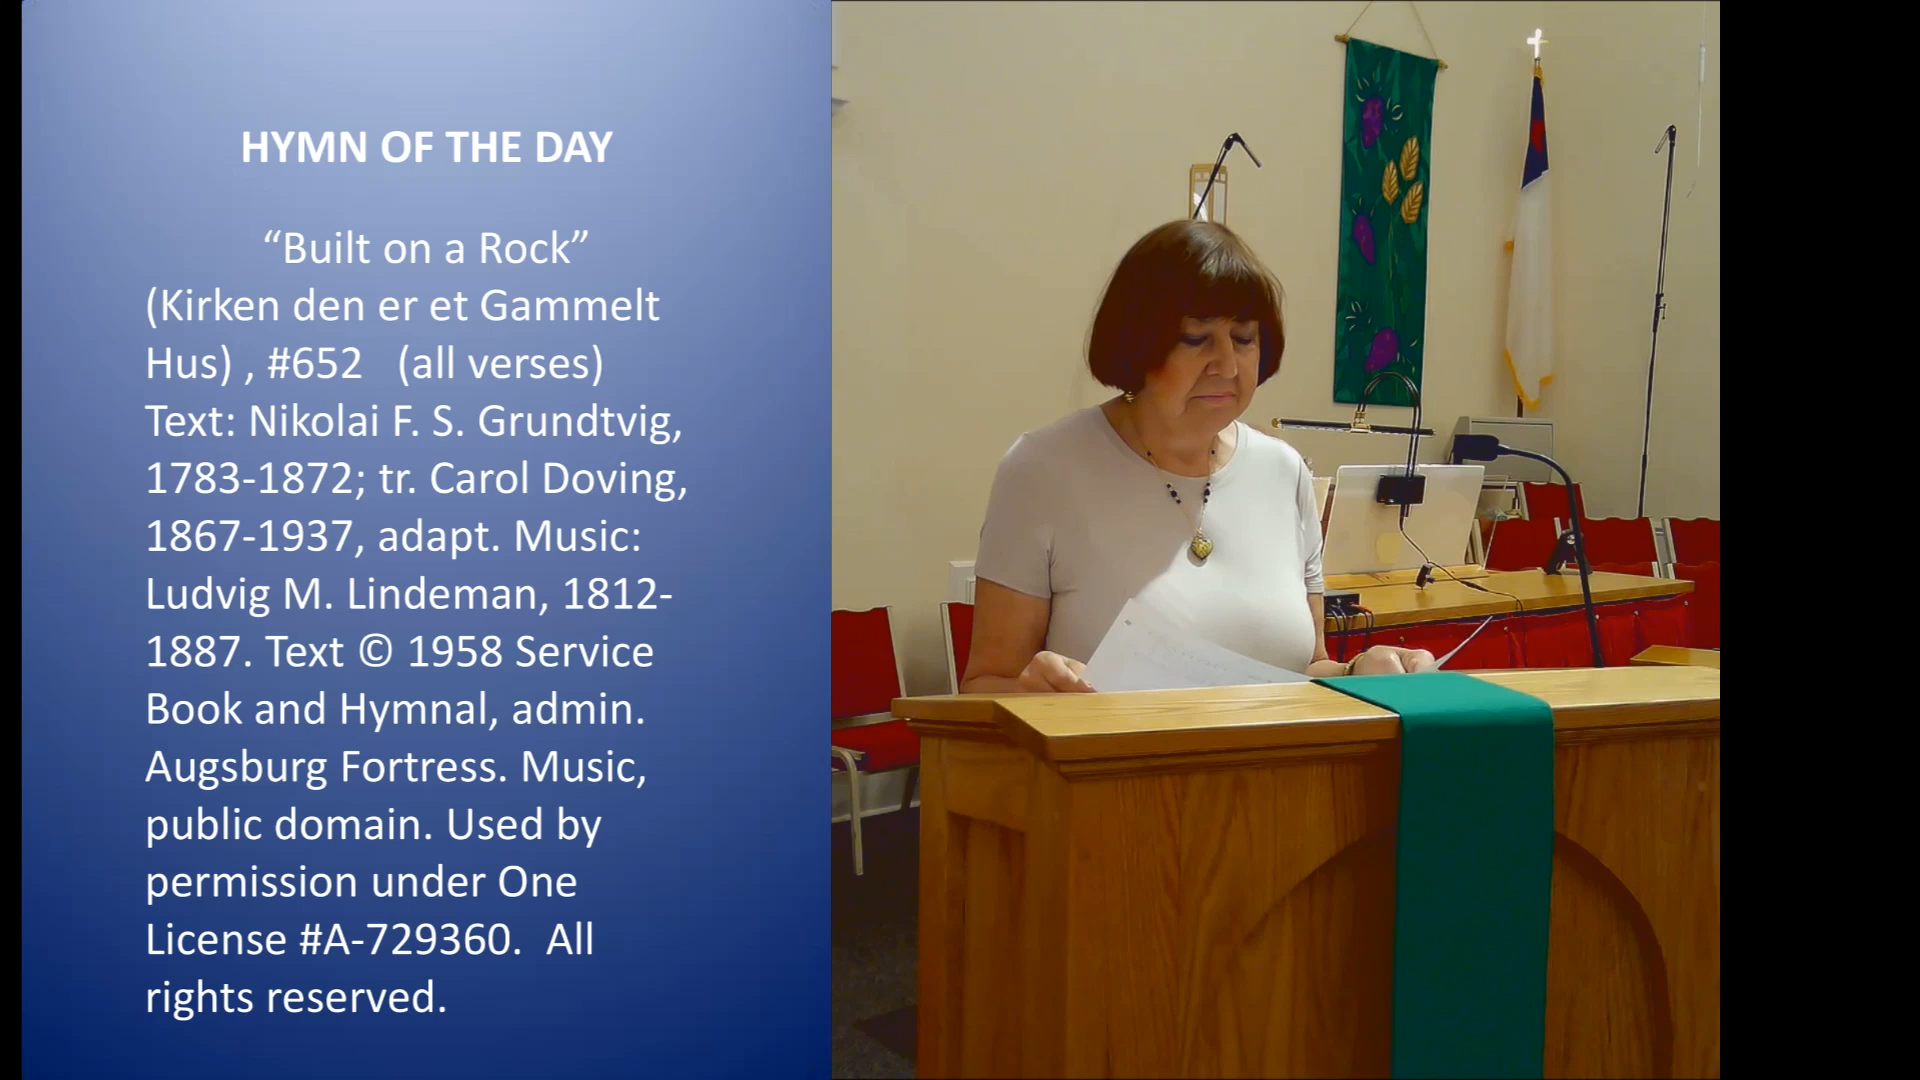 HYMN OF THE DAY
“Built on a Rock”
(Kirken den er et Gammelt
Hus) , #652   (all verses)
Text: Nikolai F. S. Grundtvig,
1783-1872; tr. Carol Doving,
1867-1937, adapt. Music:
Ludvig M. Lindeman, 1812-
1887. Text © 1958 Service
Book and Hymnal, admin.
Augsburg Fortress. Music,
public domain. Used by
permission under One
License #A-729360.  All
rights reserved.